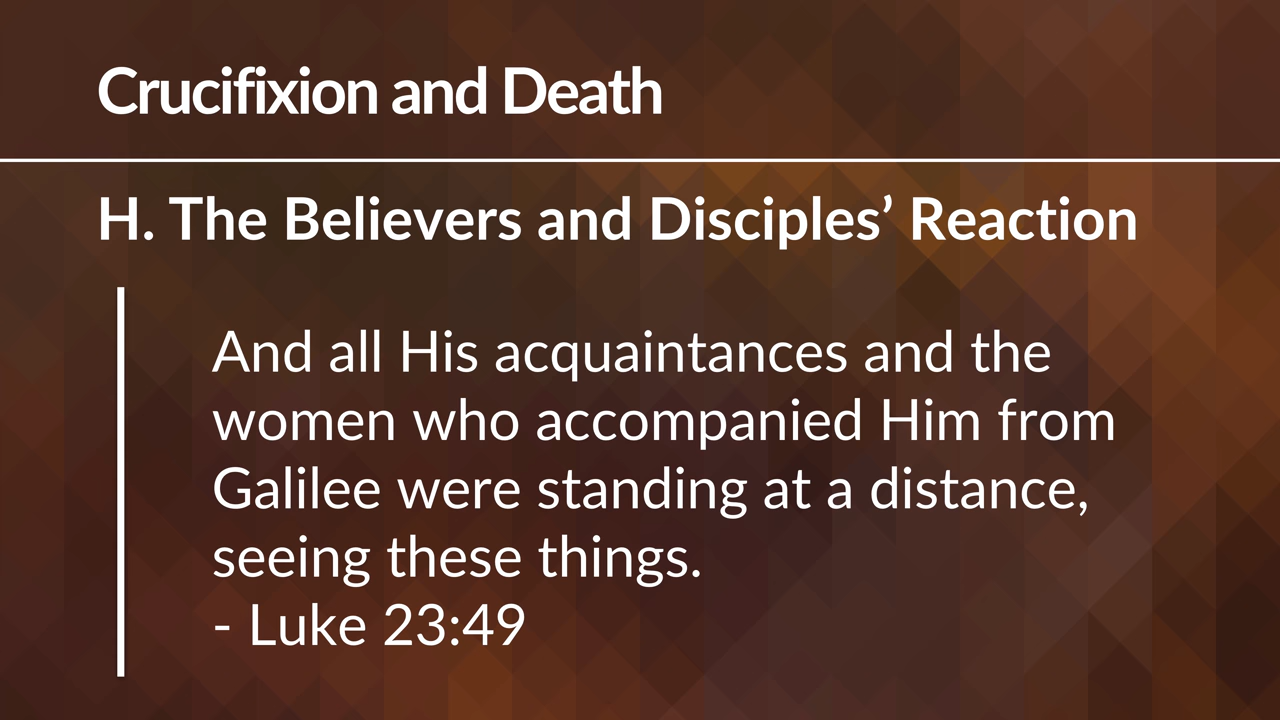 Crucifixion and Death
H. The Believers and Disciples’ Reaction
And all His acquaintances and the
women who accompanied Him from
Galilee were standing at a distance,
seeing these things.
- Luke 23:49